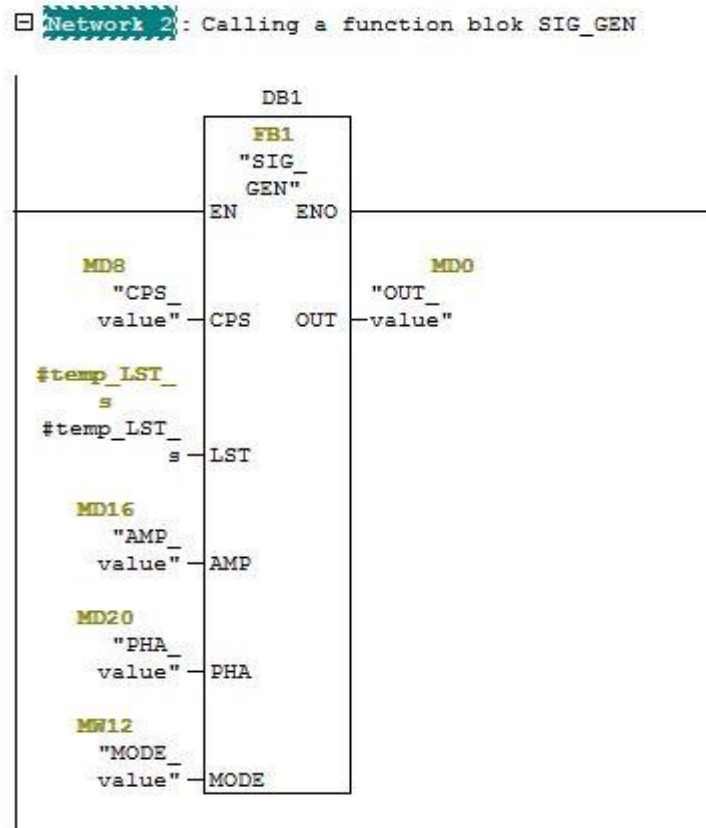 Network 2: Calling a function blok SIG_GEN
DB1
FB1
"SIG_
GEN"
EN ENO
MD8
"CPS_
value" CPS
MD0
"OUT_
OUT value"
#temp_LST_
s
#temp_LST_
s LST
MD16
"AMP_
value" AMP
MD20
"PHA_
value" PHA
MW12
"MODE_
value" MODE